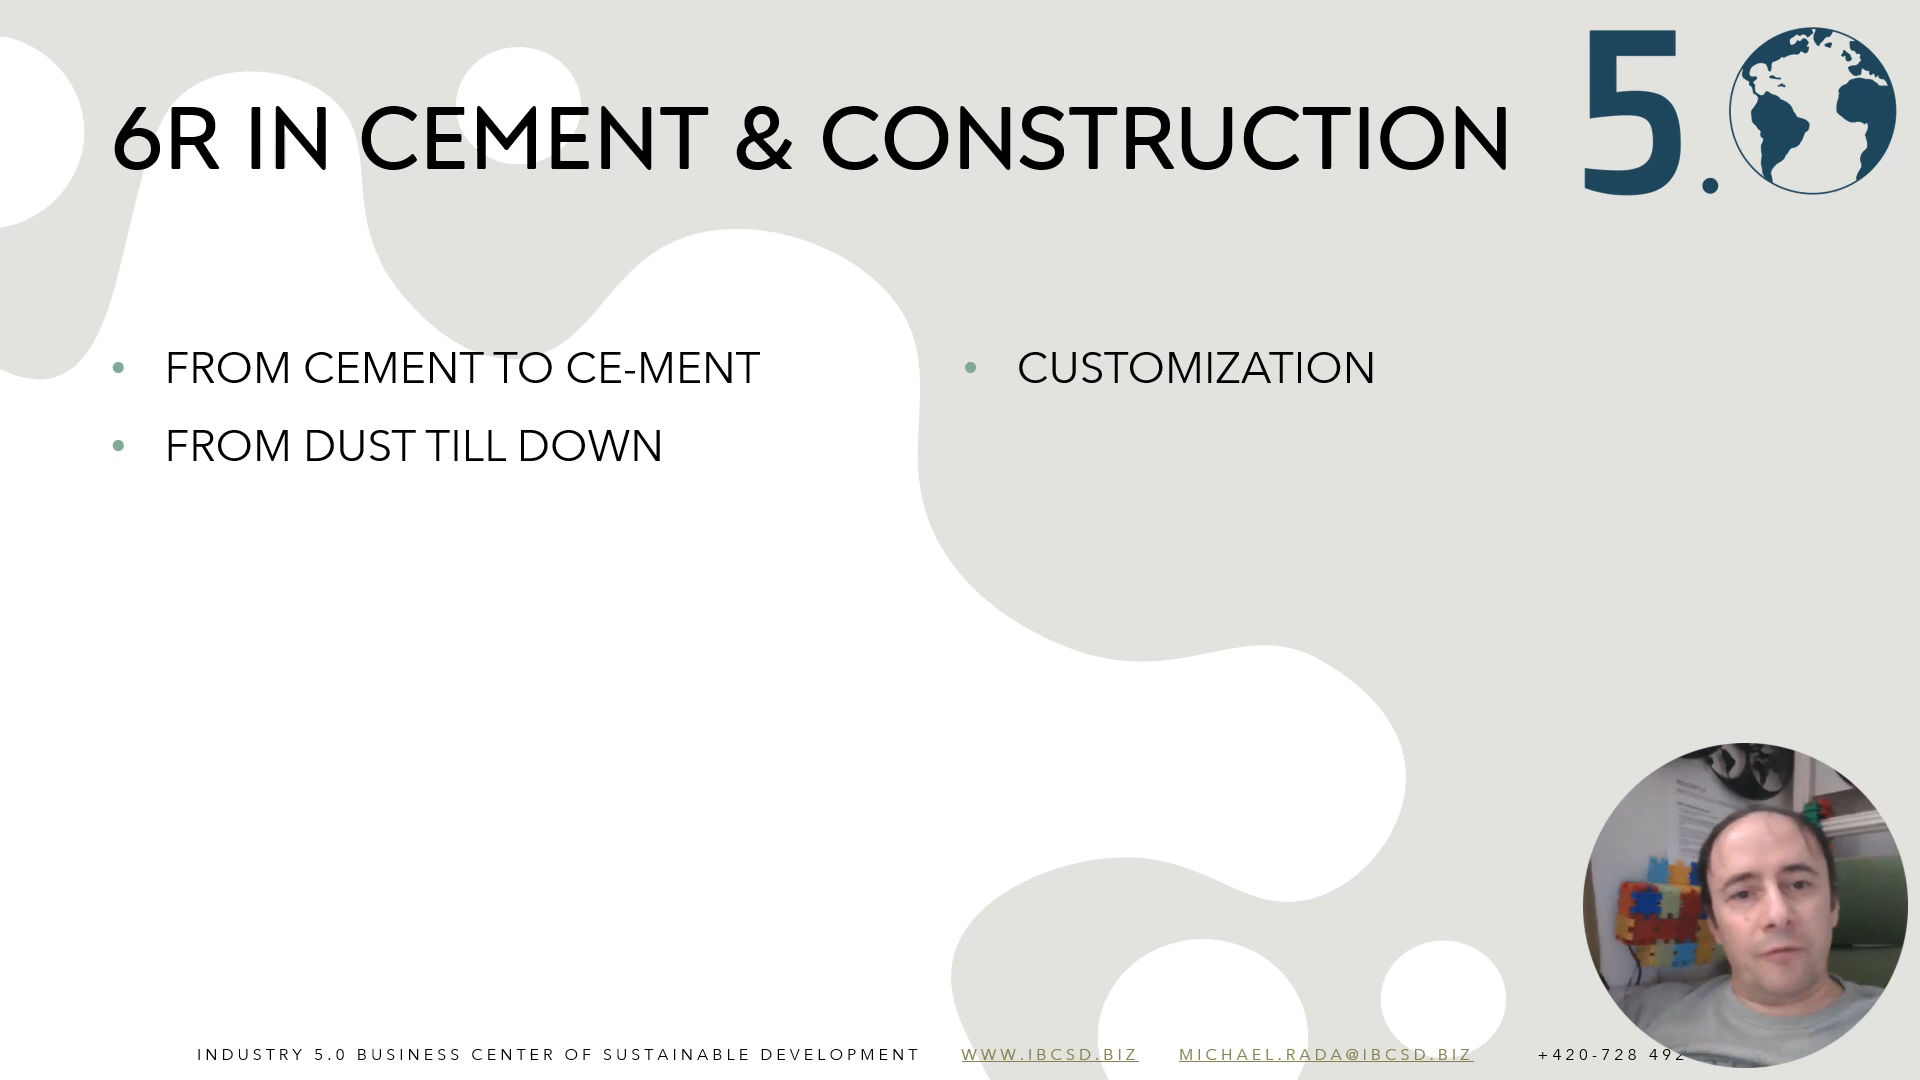 6R IN CEMENT & CONSTRUCTION
5.
FROM CEMENT TO CE-MENT
FROM DUST TILL DOWN
CUSTOMIZATION
INDUSTRY 5.0 BUSINESS CENTER OF SUSTAINABLE DEVELOPMENT WWW.IBCSD.BIZ MICHAEL.RADA@IBCSD.BIZ +420-728 492